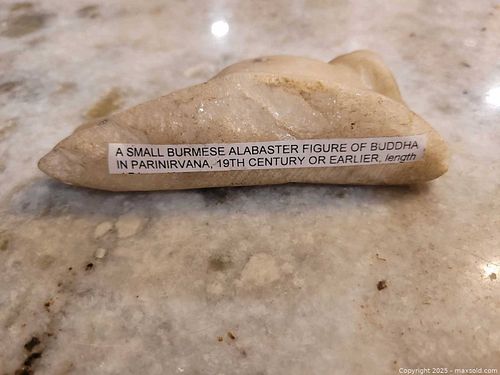 A SMALL BURMESE ALABASTER FIGURE OF BUDDHA
IN PARINIRVANA, 19TH CENTURY OR EARLIER, length
Copyright 2025 - maxsold.com